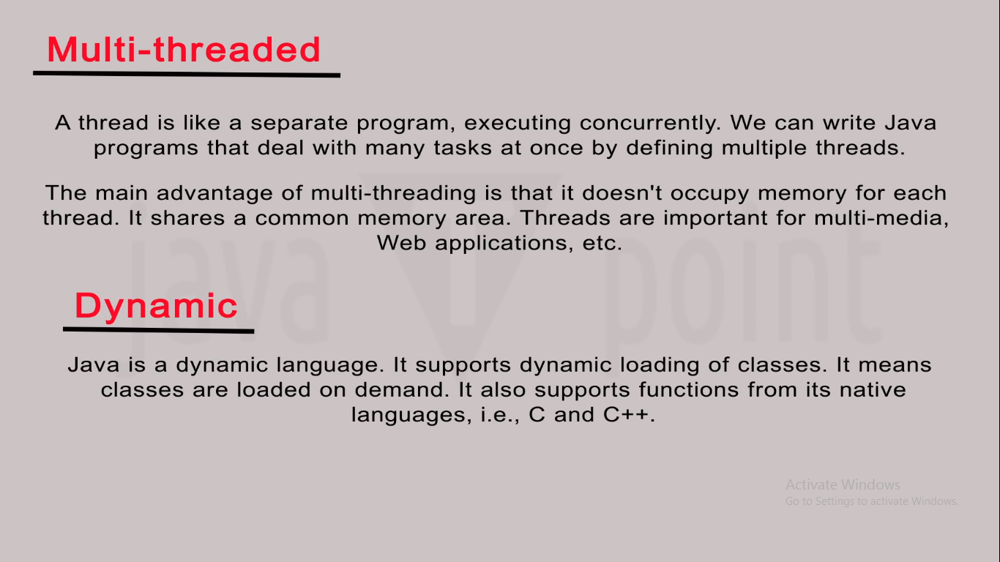 Multi-threaded
A thread is like a separate program, executing concurrently. We can write Java
programs that deal with many tasks at once by defining multiple threads.
The main advantage of multi-threading is that it doesn't occupy memory for each
thread. It shares a common memory area. Threads are important for multi-media,
Web applications, etc.
java T point
Dynamic
Java is a dynamic language. It supports dynamic loading of classes. It means
classes are loaded on demand. It also supports functions from its native
languages, i.e., C and C++.
Activate Windows
Go to Settings to activate Windows.